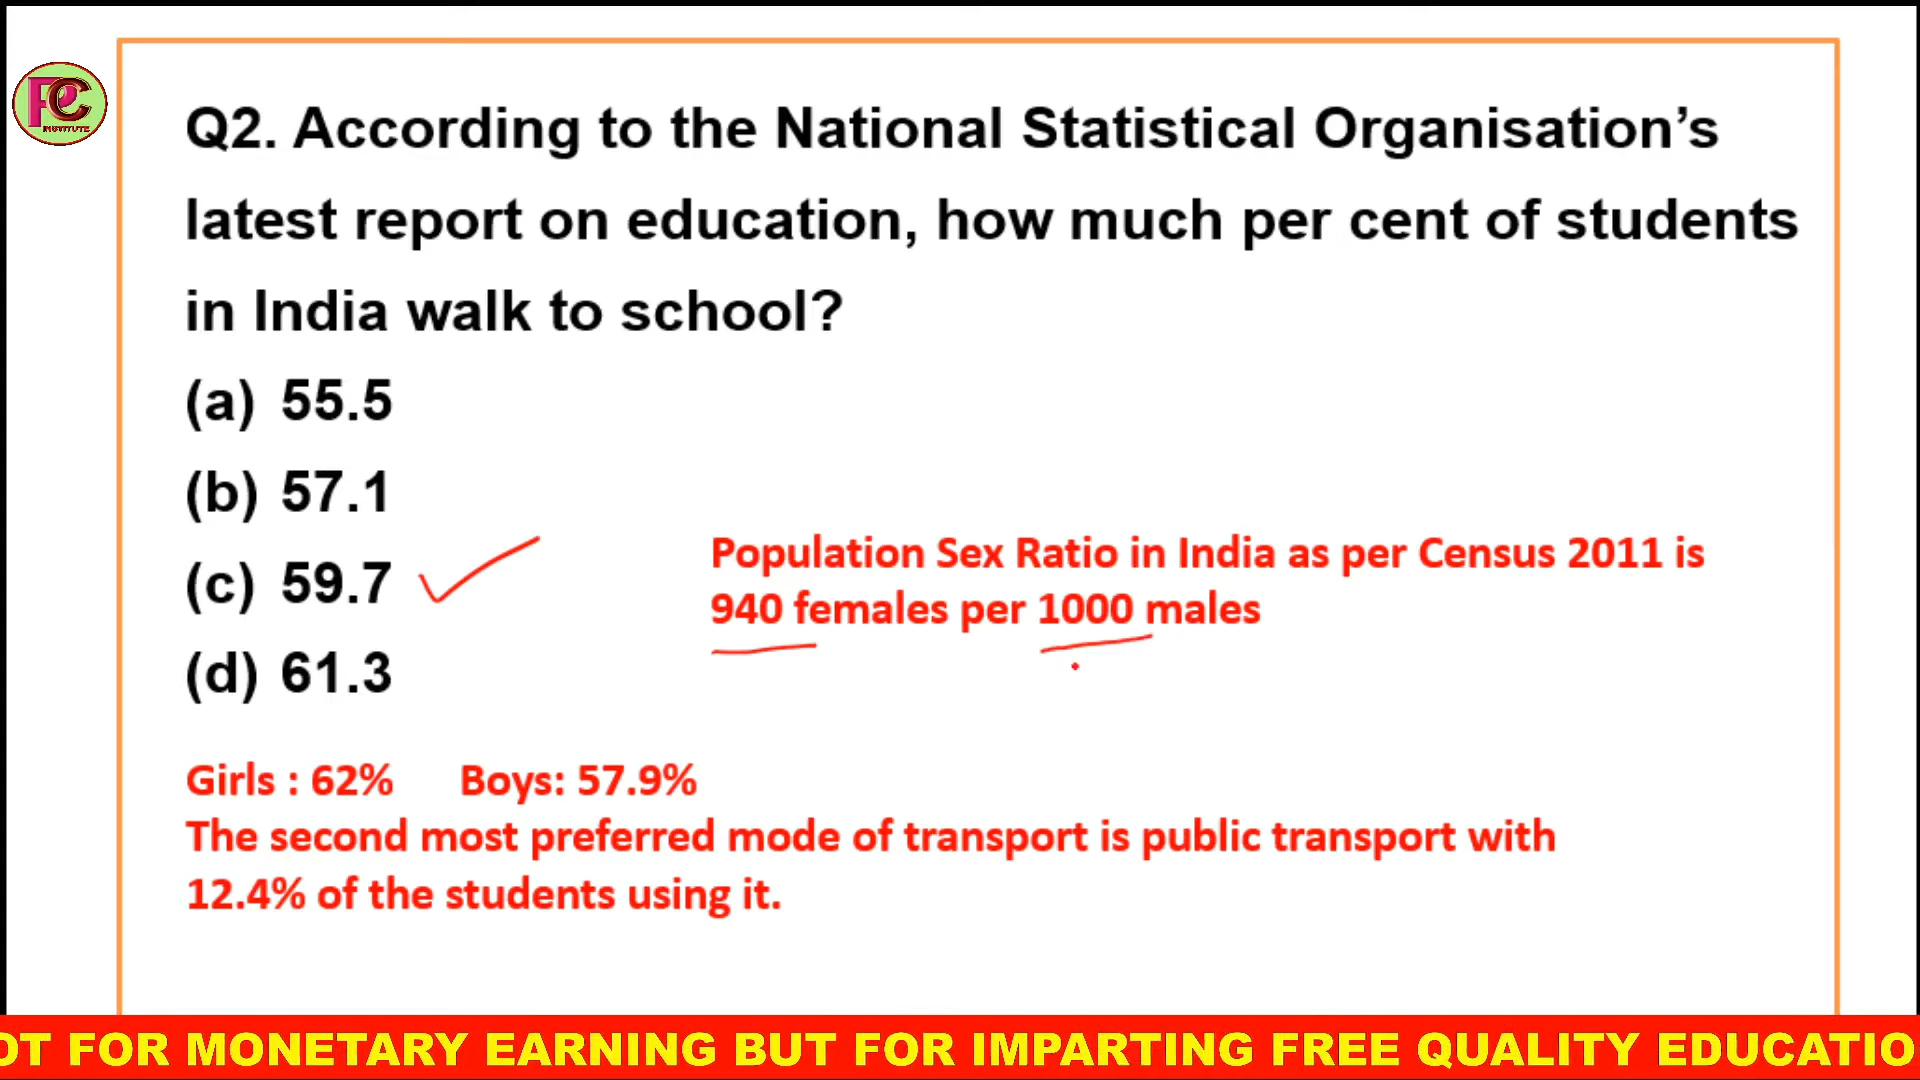 PC
INSTITUTE
Q2. According to the National Statistical Organisation’s
latest report on education, how much per cent of students
in India walk to school?
(a) 55.5
(b) 57.1
(c) 59.7
(d) 61.3
Population Sex Ratio in India as per Census 2011 is
940 females per 1000 males
Girls : 62% Boys: 57.9%
The second most preferred mode of transport is public transport with
12.4% of the students using it.
OT FOR MONETARY EARNING BUT FOR IMPARTING FREE QUALITY EDUCATIO